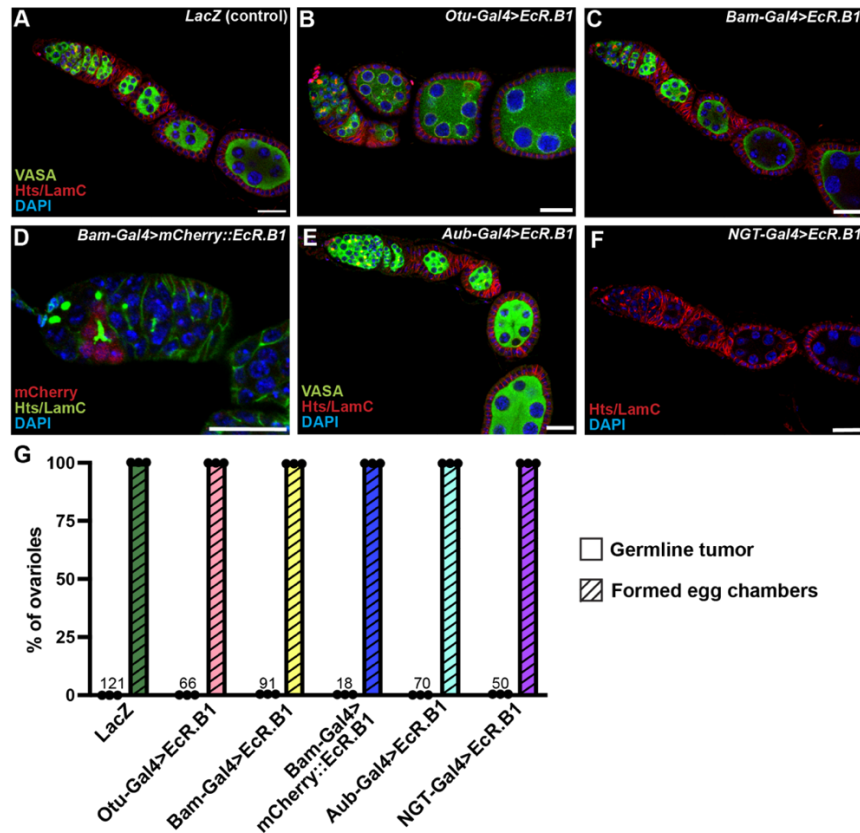 A
LacZ (control)
VASA
Hts/LamC
DAPI
B
Otu-Gal4>EcR.B1
C
Bam-Gal4>EcR.B1
D
Bam-Gal4>mCherry::EcR.B1
mCherry
Hts/LamC
DAPI
E
Aub-Gal4>EcR.B1
VASA
Hts/LamC
DAPI
F
NGT-Gal4>EcR.B1
Hts/LamC
DAPI
G
% of ovarioles
100
75
50
25
0
121
66
91
18
70
50
LacZ
Otu-Gal4>EcR.B1
Bam-Gal4>EcR.B1
Bam-Gal4>
mCherry::EcR.B1
Aub-Gal4>EcR.B1
NGT-Gal4>EcR.B1
Germline tumor
Formed egg chambers